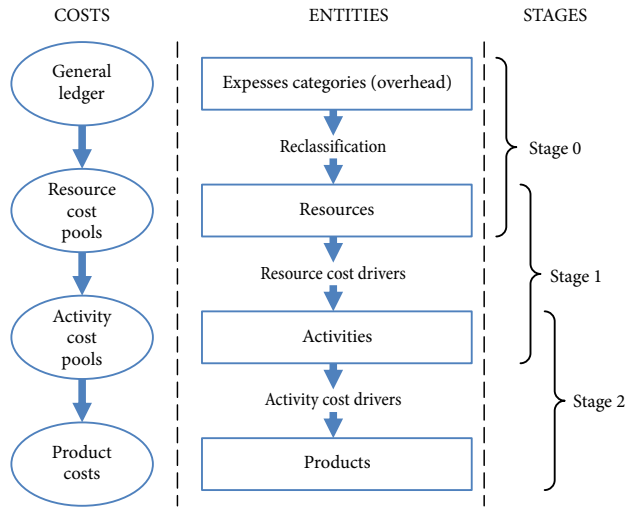 COSTS
ENTITIES
STAGES
General
ledger
Expesses categories (overhead)
Reclassification
Stage 0
Resource
cost
pools
Resources
Resource cost drivers
Stage 1
Activity
cost
pools
Activities
Activity cost drivers
Stage 2
Product
costs
Products